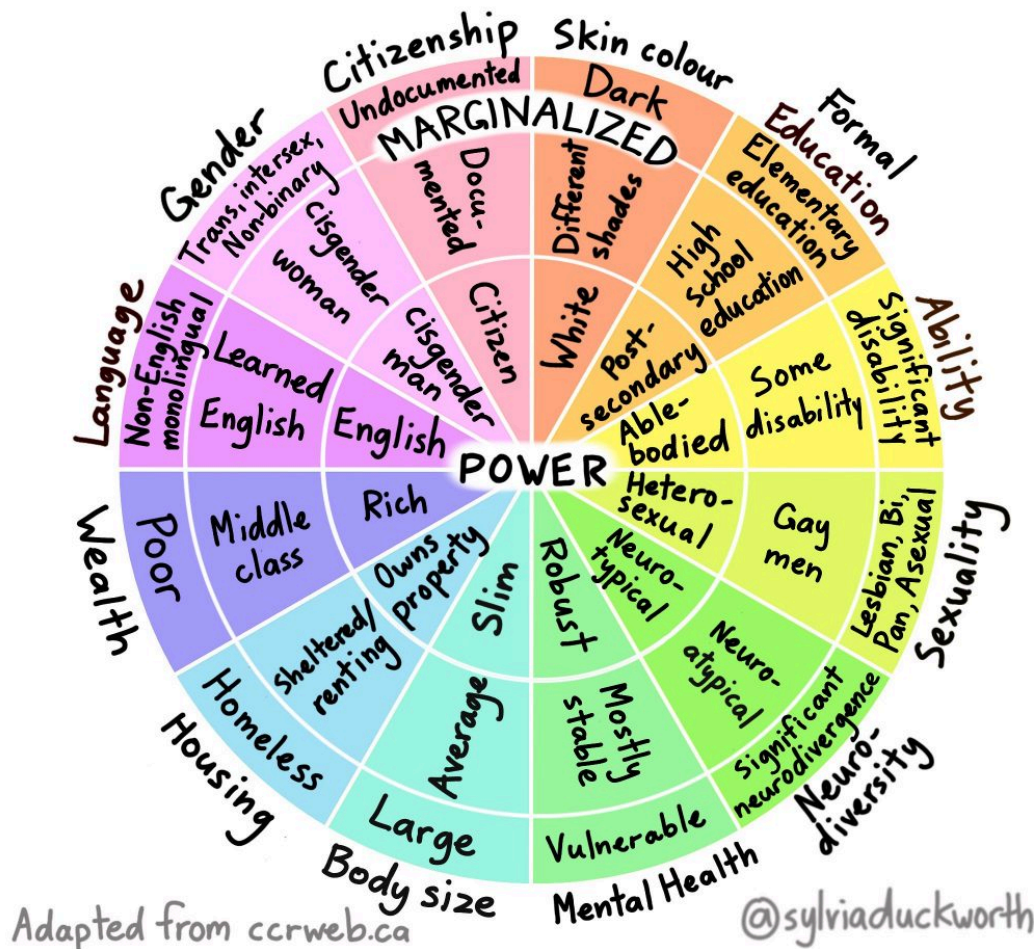 Citizenship
Undocumented
Docu-
mented
Citizen
Skin colour
Dark
Different
shades
White
MARGINALIZED
Formal
Education
Elementary
education
High
school
education
Post-
secondary
Ability
Significant
disability
Some
disability
Able-
bodied
Sexuality
Lesbian, Bi,
Pan, Asexual
Gay
men
Hetero-
sexual
Neuro-
diversity
Significant
neurodivergence
Neuro-
atypical
Neuro-
typical
Mental Health
Vulnerable
Mostly
stable
Robust
Body size
Large
Average
Slim
Housing
Homeless
Sheltered/
renting
Owns
property
Wealth
Poor
Middle
class
Rich
Language
Non-English
monolingual
Learned
English
English
Gender
Trans, intersex,
Non-binary
cisgender
woman
cisgender
man
POWER
Adapted from ccrweb.ca
@sylviaduckworth